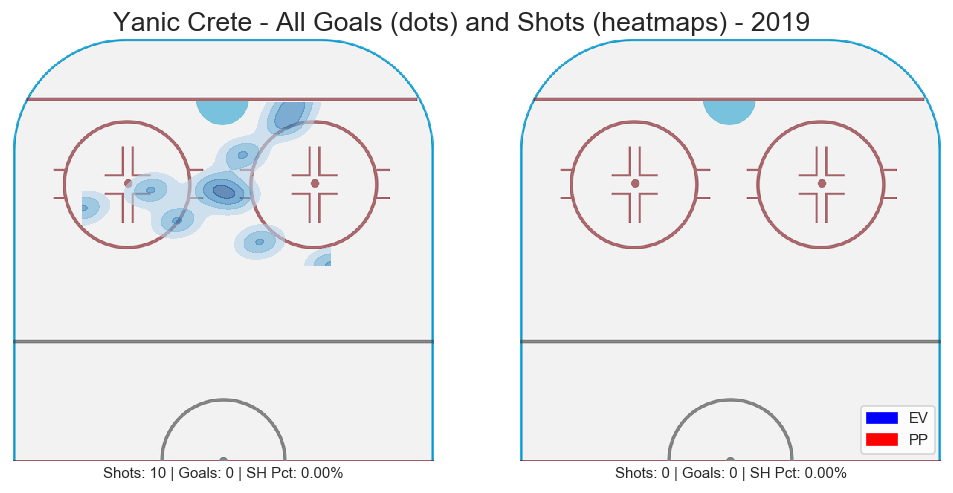 Yanic Crete - All Goals (dots) and Shots (heatmaps) - 2019
EV
PP
Shots: 10 | Goals: 0 | SH Pct: 0.00%
Shots: 0 | Goals: 0 | SH Pct: 0.00%